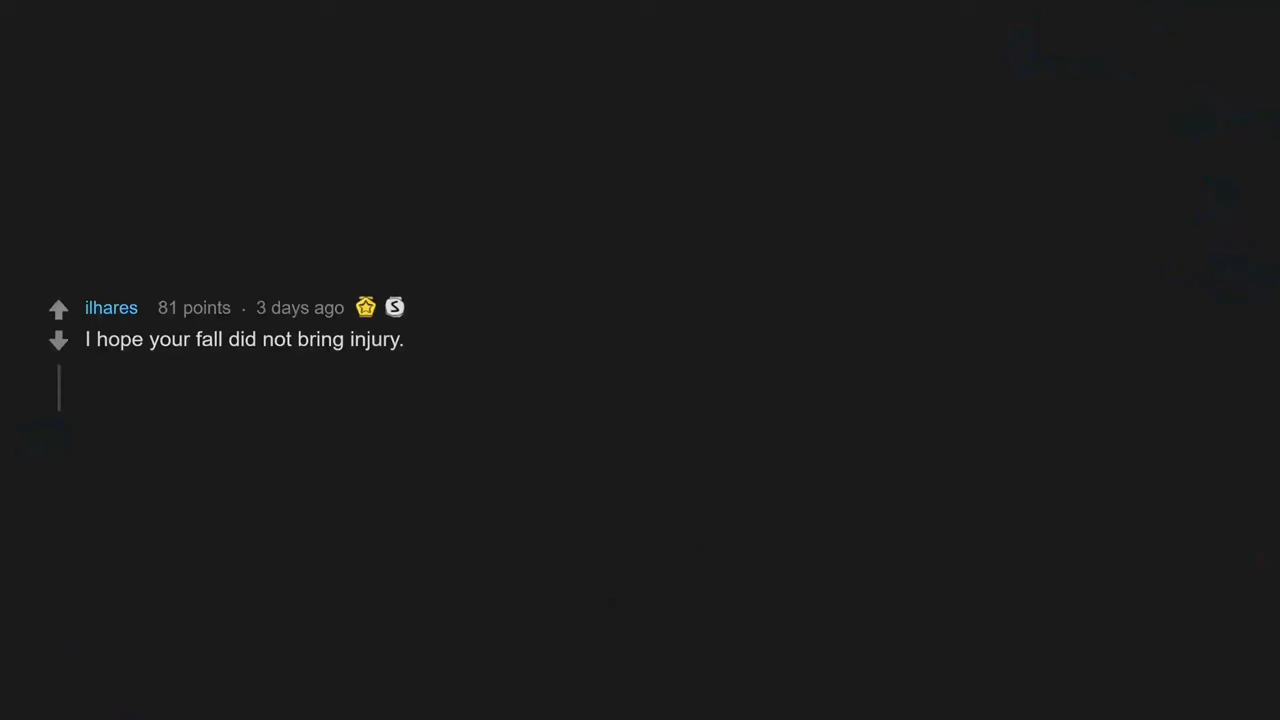 ilhares 81 points · 3 days ago
I hope your fall did not bring injury.